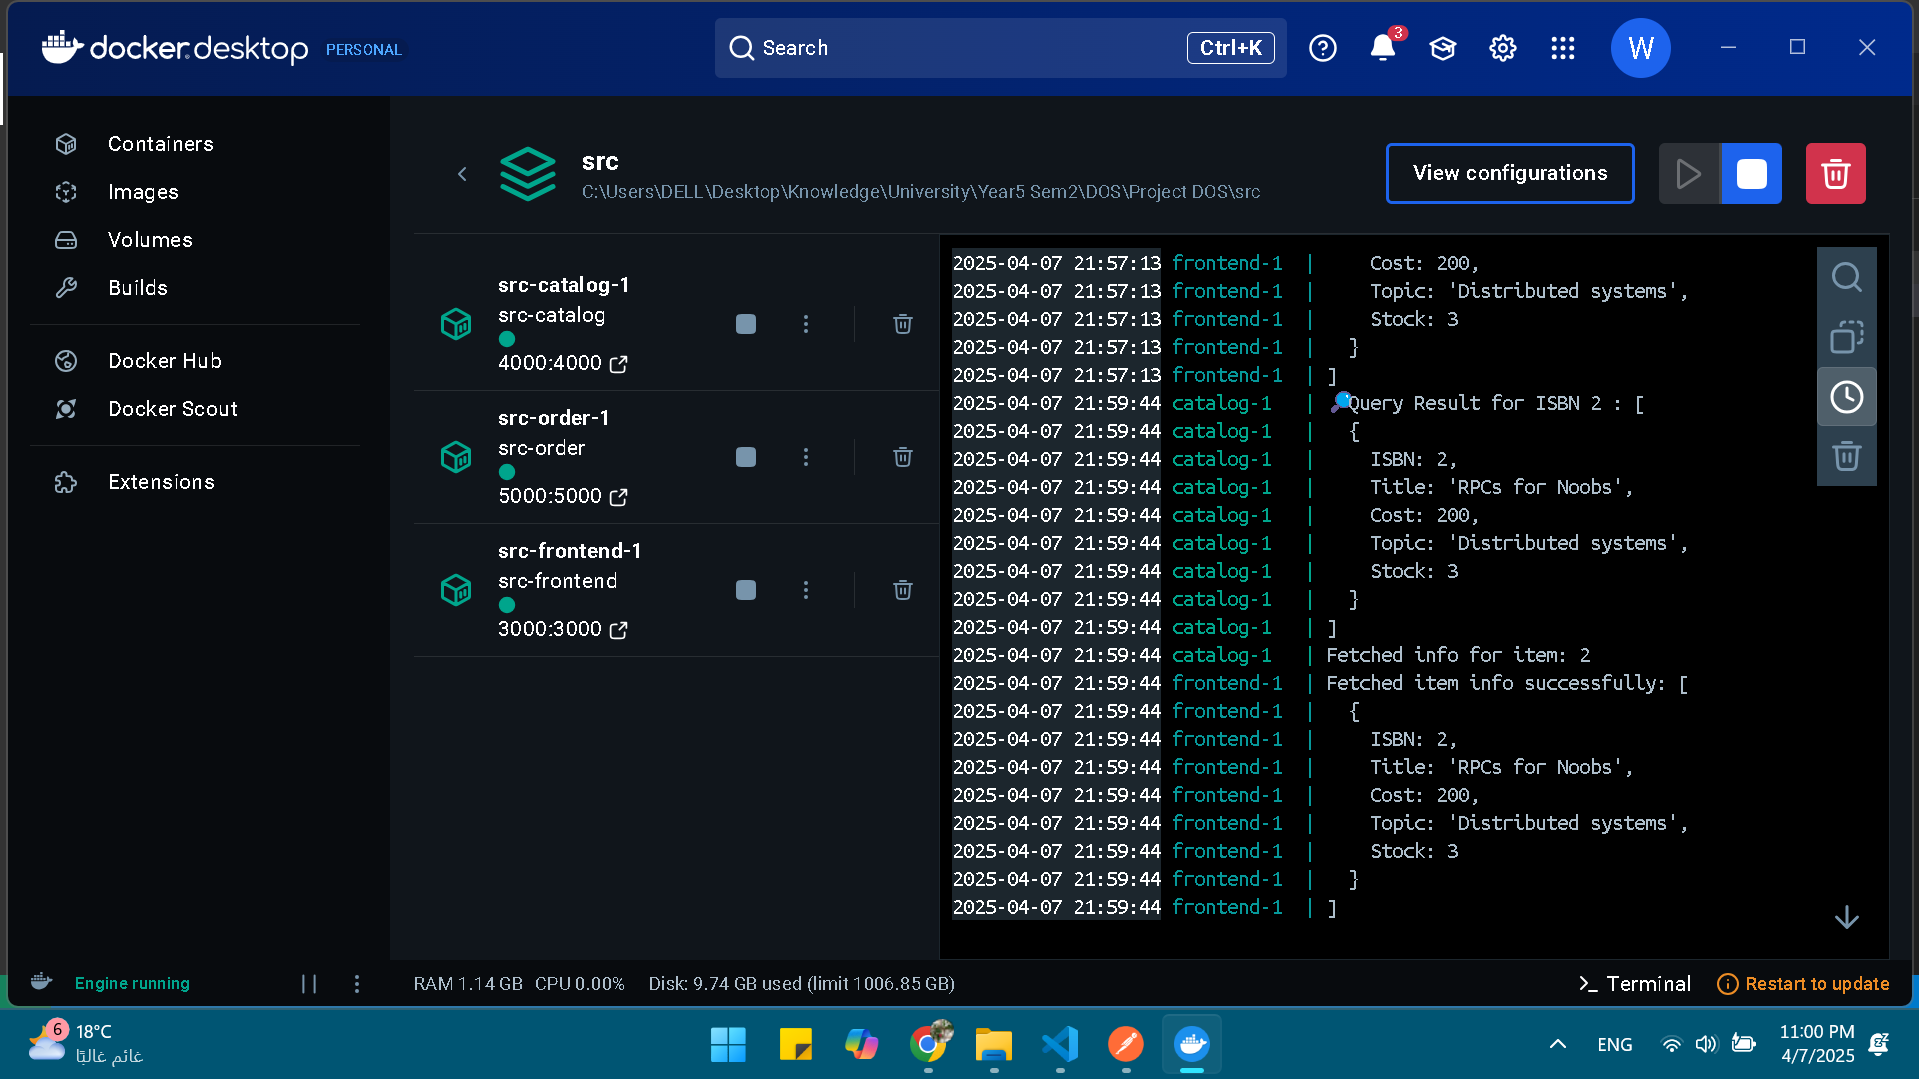 docker.desktop PERSONAL
Search
Ctrl+K
3
W
Containers
Images
Volumes
Builds
Docker Hub
Docker Scout
Extensions
src
C:\Users\DELL\Desktop\Knowledge\University\Year5 Sem2\DOS\Project DOS\src
View configurations
src-catalog-1
src-catalog
4000:4000
src-order-1
src-order
5000:5000
src-frontend-1
src-frontend
3000:3000
2025-04-07 21:57:13 frontend-1 | Cost: 200,
2025-04-07 21:57:13 frontend-1 | Topic: 'Distributed systems',
2025-04-07 21:57:13 frontend-1 | Stock: 3
2025-04-07 21:57:13 frontend-1 | }
2025-04-07 21:57:13 frontend-1 | ]
2025-04-07 21:59:44 catalog-1 | 🔎Query Result for ISBN 2 : [
2025-04-07 21:59:44 catalog-1 | {
2025-04-07 21:59:44 catalog-1 | ISBN: 2,
2025-04-07 21:59:44 catalog-1 | Title: 'RPCs for Noobs',
2025-04-07 21:59:44 catalog-1 | Cost: 200,
2025-04-07 21:59:44 catalog-1 | Topic: 'Distributed systems',
2025-04-07 21:59:44 catalog-1 | Stock: 3
2025-04-07 21:59:44 catalog-1 | }
2025-04-07 21:59:44 catalog-1 | ]
2025-04-07 21:59:44 catalog-1 | Fetched info for item: 2
2025-04-07 21:59:44 frontend-1 | Fetched item info successfully: [
2025-04-07 21:59:44 frontend-1 | {
2025-04-07 21:59:44 frontend-1 | ISBN: 2,
2025-04-07 21:59:44 frontend-1 | Title: 'RPCs for Noobs',
2025-04-07 21:59:44 frontend-1 | Cost: 200,
2025-04-07 21:59:44 frontend-1 | Topic: 'Distributed systems',
2025-04-07 21:59:44 frontend-1 | Stock: 3
2025-04-07 21:59:44 frontend-1 | }
2025-04-07 21:59:44 frontend-1 | ]
Engine running
RAM 1.14 GB CPU 0.00% Disk: 9.74 GB used (limit 1006.85 GB)
Terminal
Restart to update
6
18°C
غائم غالبًا
ENG
11:00 PM
4/7/2025